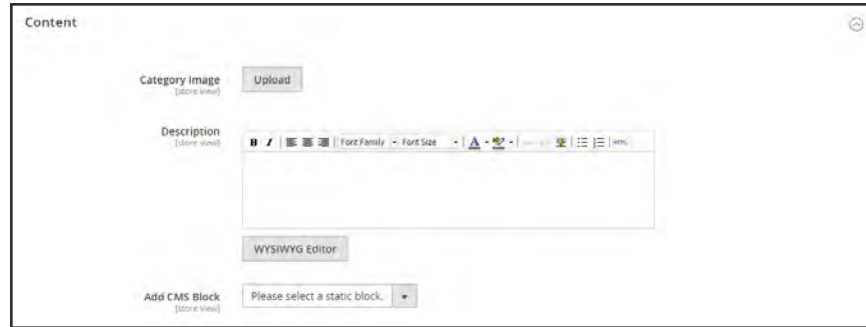 Content
Category Image
[store view]
Upload
Description
[store view]
B I Font Family Font Size A HTML
WYSIWYG Editor
Add CMS Block
[store view]
Please select a static block.